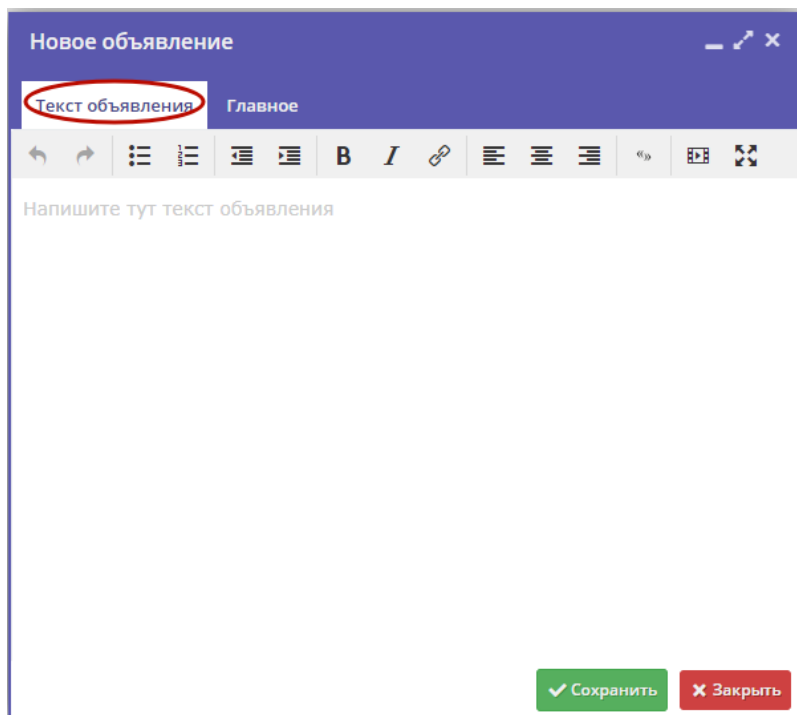 Новое объявление
Текст объявления Главное
B I «»
Напишите тут текст объявления
Сохранить Закрыть